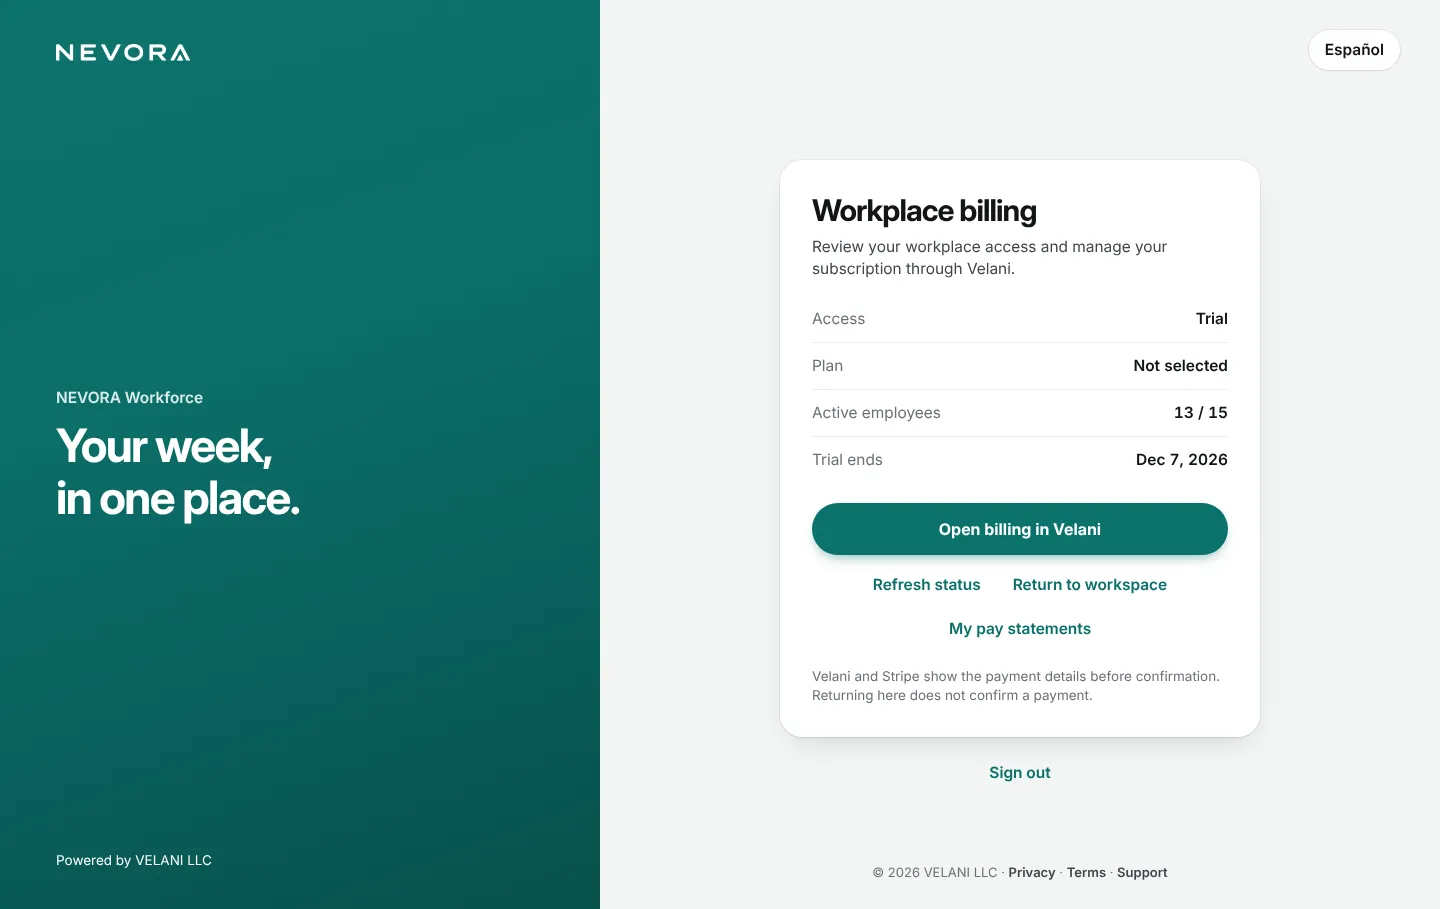 NEVORA
NEVORA Workforce
Your week,
in one place.
Powered by VELANI LLC
Español
Workplace billing
Review your workplace access and manage your
subscription through Velani.
Access Trial
Plan Not selected
Active employees 13 / 15
Trial ends Dec 7, 2026
Open billing in Velani
Refresh status Return to workspace
My pay statements
Velani and Stripe show the payment details before confirmation.
Returning here does not confirm a payment.
Sign out
© 2026 VELANI LLC · Privacy · Terms · Support